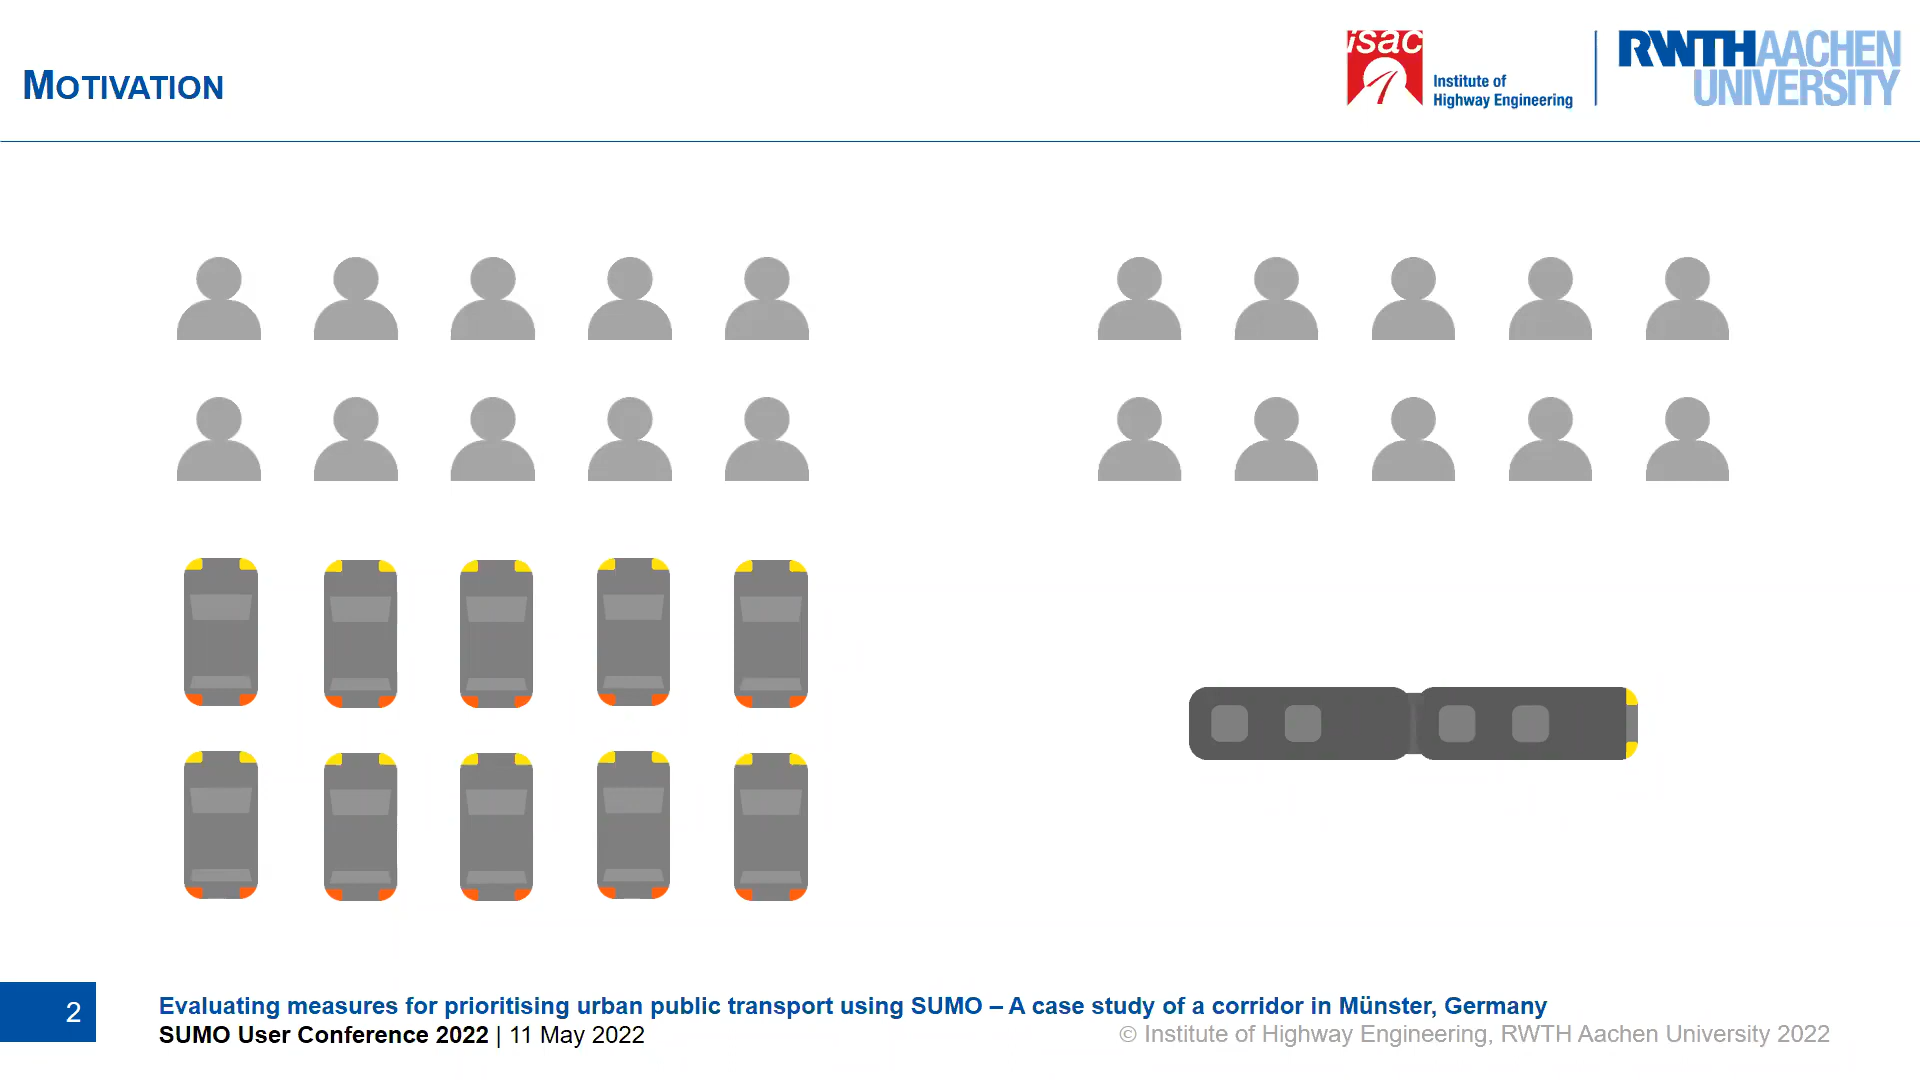 MOTIVATION
isac
Institute of
Highway Engineering
RWTHAACHEN
UNIVERSITY
2
Evaluating measures for prioritising urban public transport using SUMO – A case study of a corridor in Münster, Germany
SUMO User Conference 2022 | 11 May 2022
© Institute of Highway Engineering, RWTH Aachen University 2022